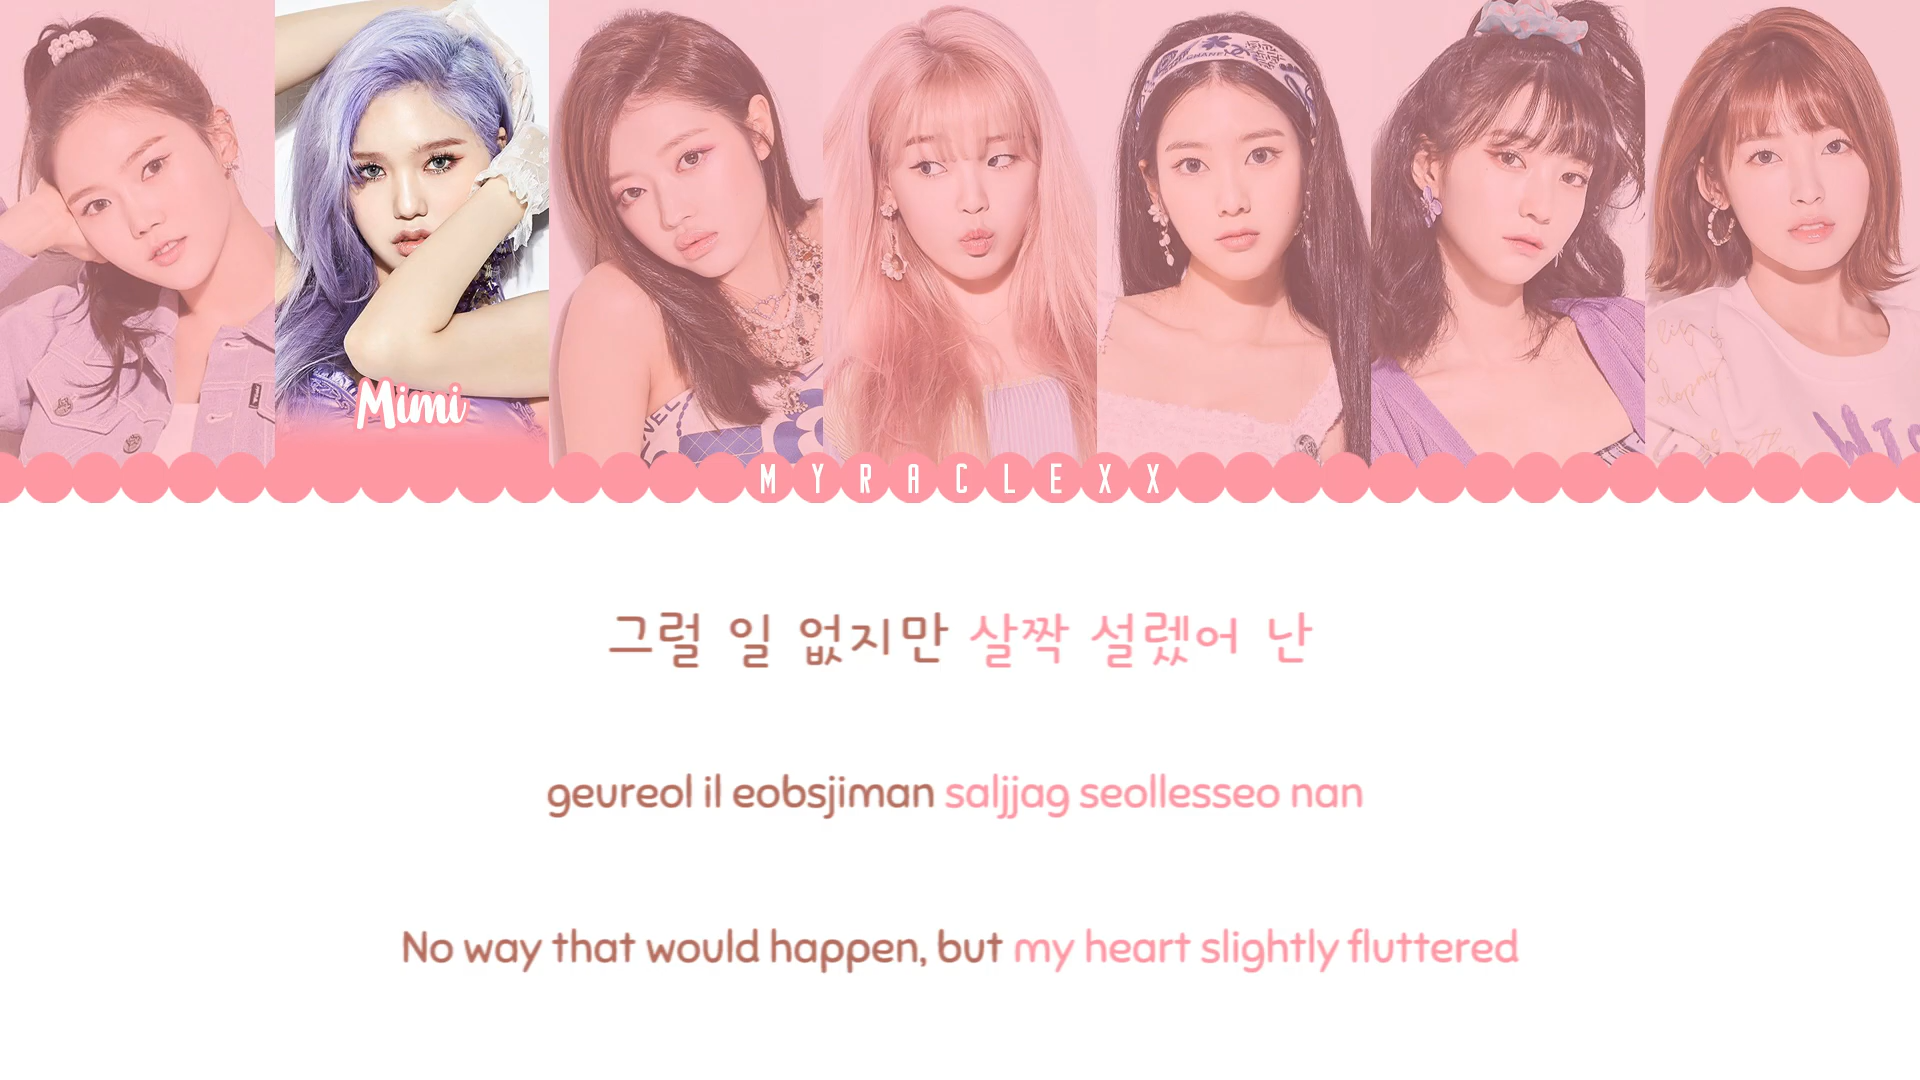 Mimi
MYRACLEXX
그럴 일 없지만 살짝 설렜어 난
geureol il eobsjiman saljjag seollesseo nan
No way that would happen, but my heart slightly fluttered